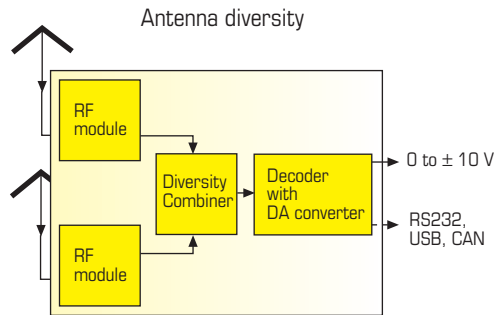 Antenna diversity
RF
module
Diversity
Combiner
Decoder
with
DA converter
0 to ± 10 V
RS232,
USB, CAN
RF
module